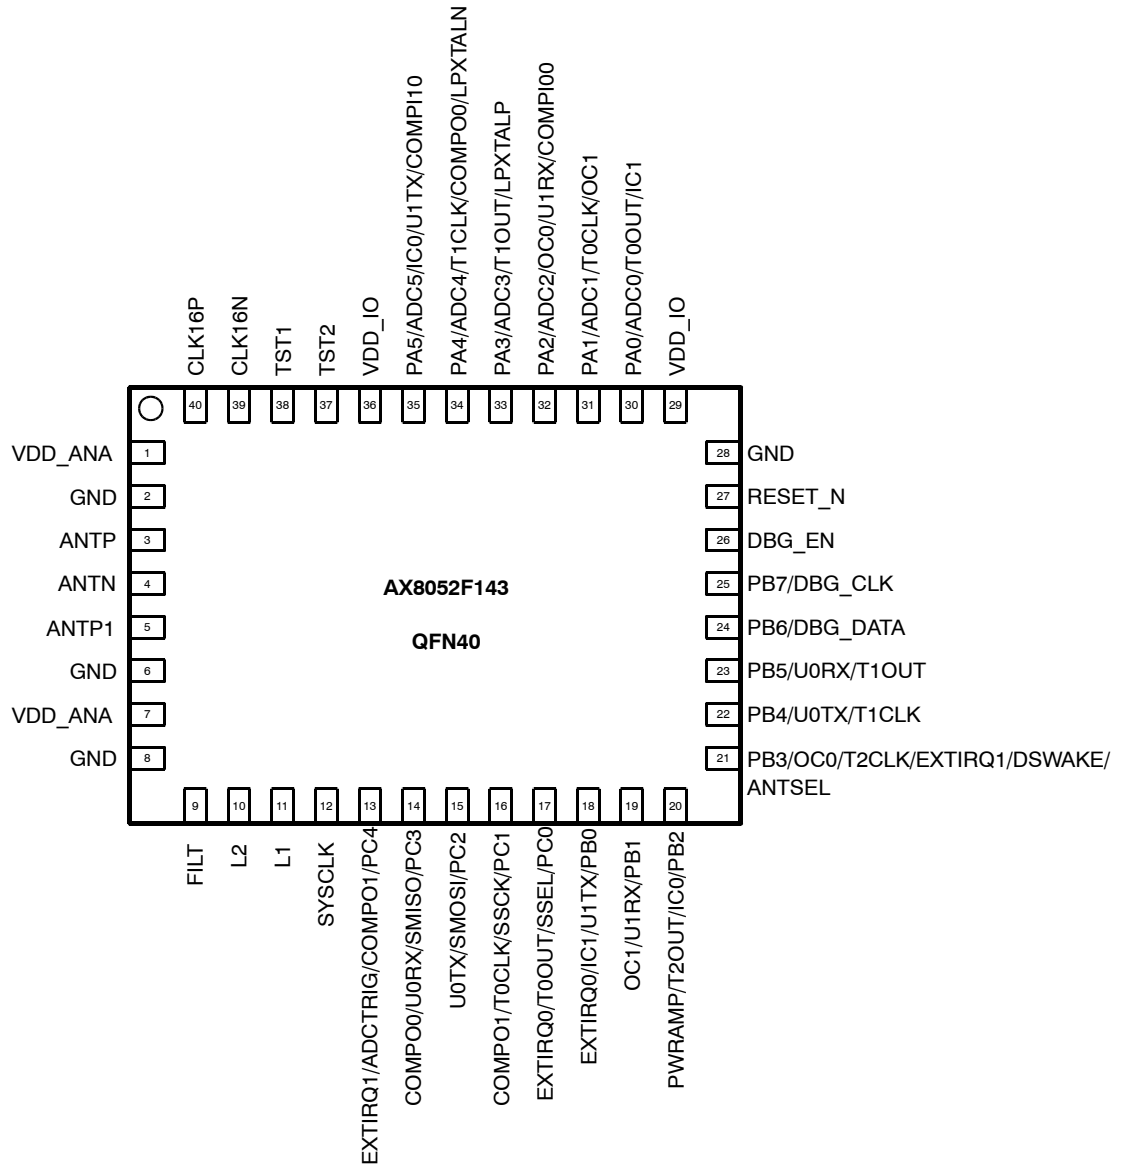 CLK16P
CLK16N
TST1
TST2
VDD_IO
PA5/ADC5/IC0/U1TX/COMPI10
PA4/ADC4/T1CLK/COMPO0/LPXTALN
PA3/ADC3/T1OUT/LPXTALP
PA2/ADC2/OC0/U1RX/COMPI00
PA1/ADC1/T0CLK/OC1
PA0/ADC0/T0OUT/IC1
VDD_IO
40
39
38
37
36
35
34
33
32
31
30
29
VDD_ANA 1
GND 2
ANTP 3
ANTN 4
ANTP1 5
GND 6
VDD_ANA 7
GND 8
AX8052F143
QFN40
28 GND
27 RESET_N
26 DBG_EN
25 PB7/DBG_CLK
24 PB6/DBG_DATA
23 PB5/U0RX/T1OUT
22 PB4/U0TX/T1CLK
21 PB3/OC0/T2CLK/EXTIRQ1/DSWAKE/
ANTSEL
9
10
11
12
13
14
15
16
17
18
19
20
FILT
L2
L1
SYSCLK
EXTIRQ1/ADCTRIG/COMPO1/PC4
COMPO0/U0RX/SMISO/PC3
U0TX/SMOSI/PC2
COMPO1/T0CLK/SSCK/PC1
EXTIRQ0/T0OUT/SSEL/PC0
EXTIRQ0/IC1/U1TX/PB0
OC1/U1RX/PB1
PWRAMP/T2OUT/IC0/PB2